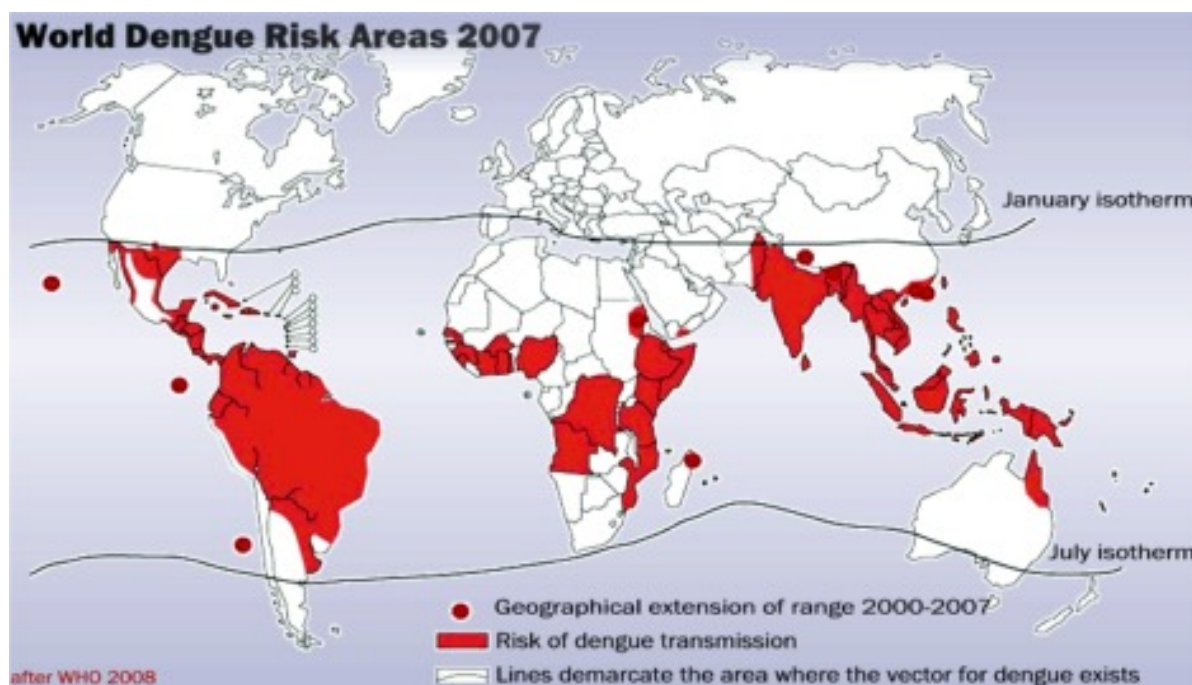 World Dengue Risk Areas 2007
January isotherm
July isotherm
Geographical extension of range 2000-2007
Risk of dengue transmission
Lines demarcate the area where the vector for dengue exists
after WHO 2008